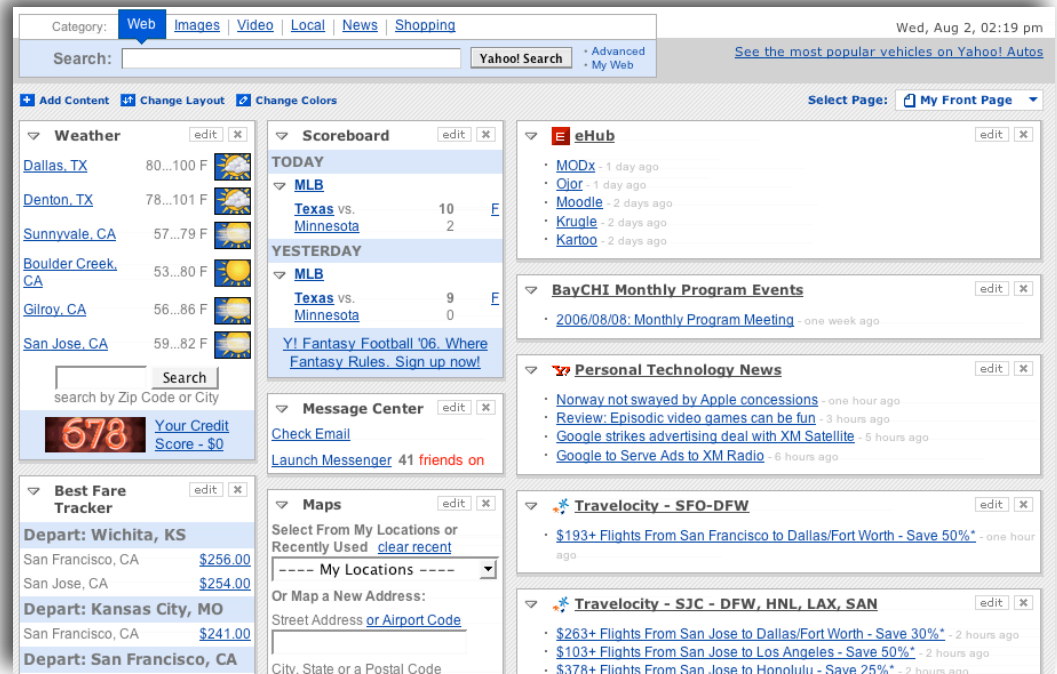 Category: Web Images | Video | Local | News | Shopping
Wed, Aug 2, 02:19 pm
Search: Yahoo! Search · Advanced
· My Web
See the most popular vehicles on Yahoo! Autos
Add Content Change Layout Change Colors
Select Page: My Front Page
Weather edit
Dallas, TX 80...100 F
Denton, TX 78...101 F
Sunnyvale, CA 57...79 F
Boulder Creek,
CA 53...80 F
Gilroy, CA 56...86 F
San Jose, CA 59...82 F
Search
search by Zip Code or City
678 Your Credit
Score - $0
Best Fare
Tracker edit
Depart: Wichita, KS
San Francisco, CA $256.00
San Jose, CA $254.00
Depart: Kansas City, MO
San Francisco, CA $241.00
Depart: San Francisco, CA
Scoreboard edit
TODAY
MLB
Texas vs. 10 F
Minnesota 2
YESTERDAY
MLB
Texas vs. 9 F
Minnesota 0
Y! Fantasy Football '06. Where
Fantasy Rules. Sign up now!
Message Center edit
Check Email
Launch Messenger 41 friends on
Maps edit
Select From My Locations or
Recently Used clear recent
---- My Locations ----
Or Map a New Address:
Street Address or Airport Code
City, State or a Postal Code
E eHub edit
· MODx - 1 day ago
· Ojor - 1 day ago
· Moodle - 2 days ago
· Krugle - 2 days ago
· Kartoo - 2 days ago
BayCHI Monthly Program Events edit
· 2006/08/08: Monthly Program Meeting - one week ago
Y! Personal Technology News edit
· Norway not swayed by Apple concessions - one hour ago
· Review: Episodic video games can be fun - 3 hours ago
· Google strikes advertising deal with XM Satellite - 5 hours ago
· Google to Serve Ads to XM Radio - 6 hours ago
Travelocity - SFO-DFW edit
· $193+ Flights From San Francisco to Dallas/Fort Worth - Save 50%* - one hour
ago
Travelocity - SJC - DFW, HNL, LAX, SAN edit
· $263+ Flights From San Jose to Dallas/Fort Worth - Save 30%* - 2 hours ago
· $103+ Flights From San Jose to Los Angeles - Save 50%* - 2 hours ago
· $378+ Flights From San Jose to Honolulu - Save 25%* - 2 hours ago